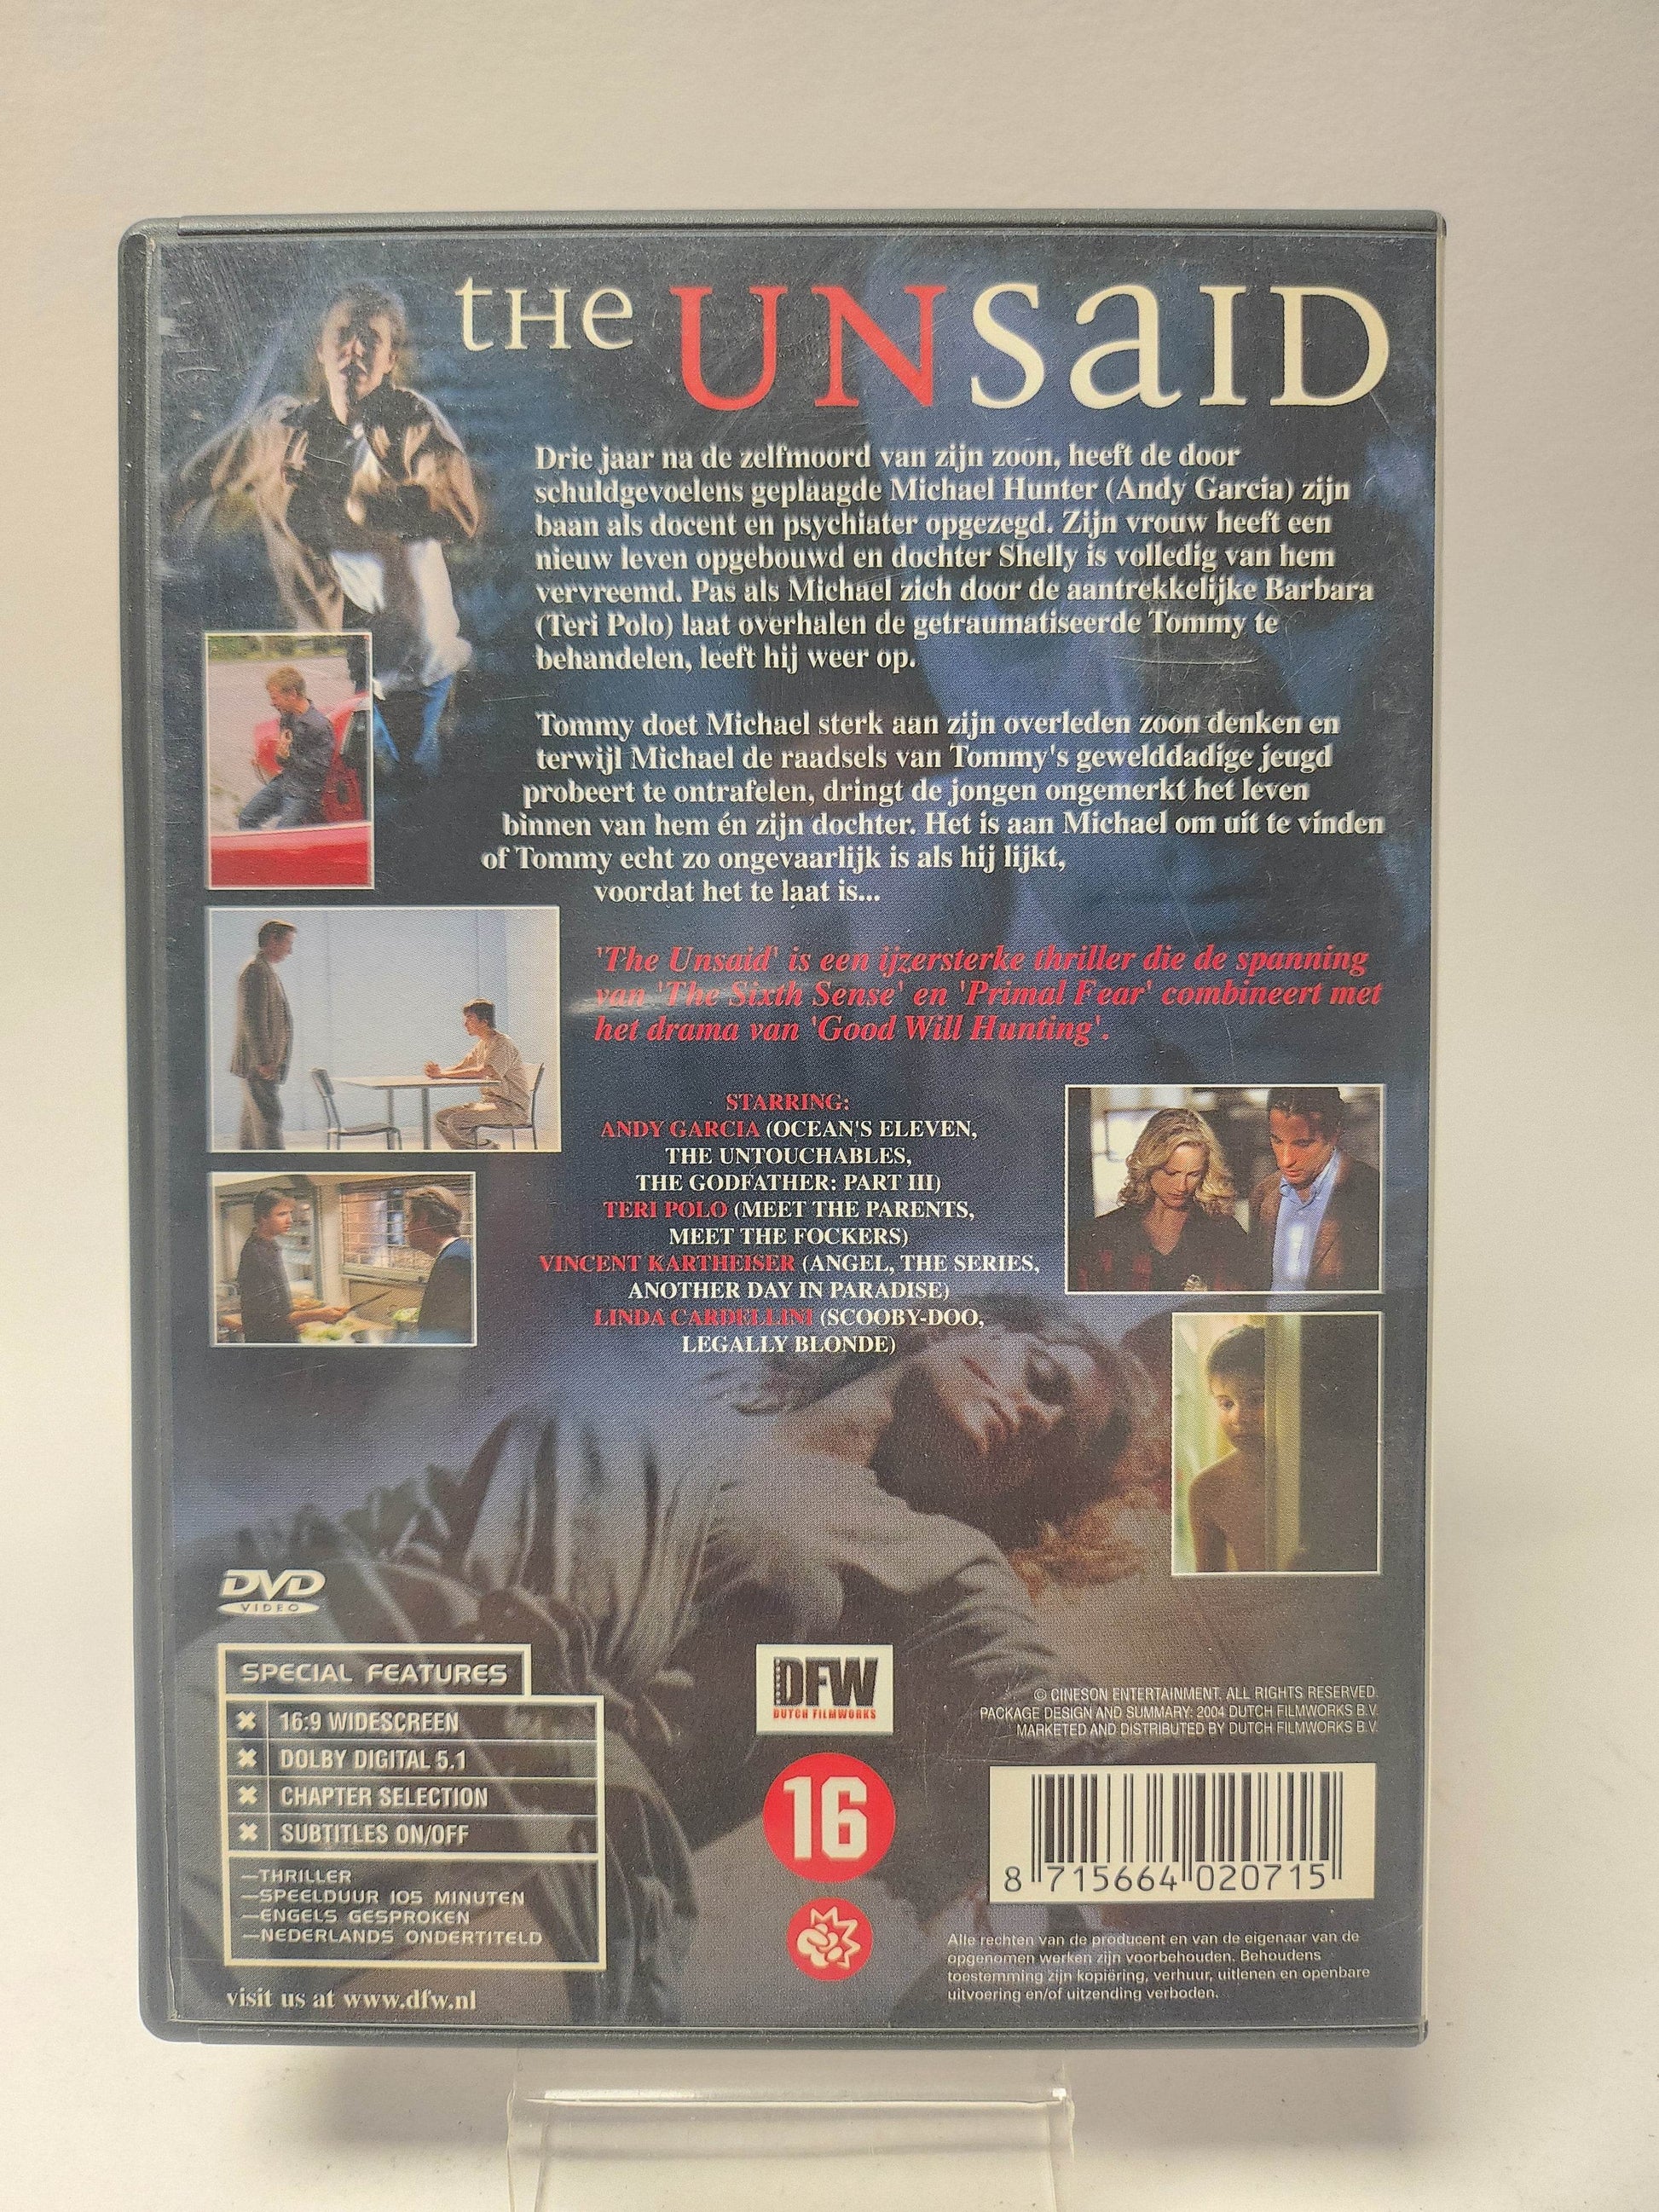 the UNsaID
Drie jaar na de zelfmoord van zijn zoon, heeft de door
schuldgevoelens geplaagde Michael Hunter (Andy Garcia) zijn
baan als docent en psychiater opgezegd. Zijn vrouw heeft een
nieuw leven opgebouwd en dochter Shelly is volledig van hem
vervreemd. Pas als Michael zich door de aantrekkelijke Barbara
(Teri Polo) laat overhalen de getraumatiseerde Tommy te
behandelen, leeft hij weer op.
Tommy doet Michael sterk aan zijn overleden zoon denken en
terwijl Michael de raadsels van Tommy's gewelddadige jeugd
probeert te ontrafelen, dringt de jongen ongemerkt het leven
binnen van hem én zijn dochter. Het is aan Michael om uit te vinden
of Tommy echt zo ongevaarlijk is als hij lijkt,
voordat het te laat is...
'The Unsaid' is een ijzersterke thriller die de spanning
van 'The Sixth Sense' en 'Primal Fear' combineert met
het drama van 'Good Will Hunting'.
STARRING:
ANDY GARCIA (OCEAN'S ELEVEN,
THE UNTOUCHABLES,
THE GODFATHER: PART III)
TERI POLO (MEET THE PARENTS,
MEET THE FOCKERS)
VINCENT KARTHEISER (ANGEL, THE SERIES,
ANOTHER DAY IN PARADISE)
LINDA CARDELLINI (SCOOBY-DOO,
LEGALLY BLONDE)
DVD
VIDEO
SPECIAL FEATURES
16:9 WIDESCREEN
DOLBY DIGITAL 5.1
CHAPTER SELECTION
SUBTITLES ON/OFF
—THRILLER
—SPEELDUUR 105 MINUTEN
—ENGELS GESPROKEN
—NEDERLANDS ONDERTITELD
visit us at www.dfw.nl
DFW
DUTCH FILMWORKS
16
© CINESON ENTERTAINMENT. ALL RIGHTS RESERVED.
PACKAGE DESIGN AND SUMMARY: 2004 DUTCH FILMWORKS B.V.
MARKETED AND DISTRIBUTED BY DUTCH FILMWORKS B.V.
8 715664 020715
Alle rechten van de producent en van de eigenaar van de
opgenomen werken zijn voorbehouden. Behoudens
toestemming zijn kopiëring, verhuur, uitlenen en openbare
uitvoering en/of uitzending verboden.